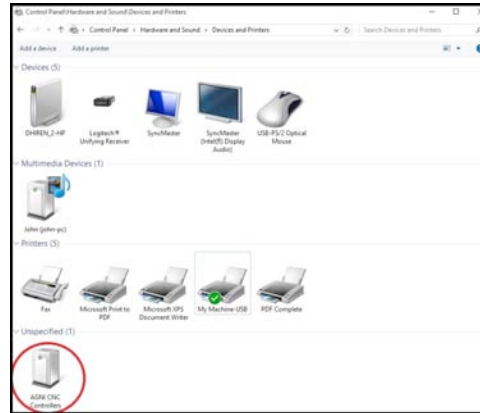 Control Panel\Hardware and Sound\Devices and Printers
Control Panel › Hardware and Sound › Devices and Printers
Search Devices and Printers
Add a device Add a printer
Devices (5)
DHIREN_2-HP
Logitech® Unifying Receiver
SyncMaster
SyncMaster (Intel(R) Display Audio)
USB-PS/2 Optical Mouse
Multimedia Devices (1)
John (john-pc)
Printers (5)
Fax
Microsoft Print to PDF
Microsoft XPS Document Writer
My Machine-USB
PDF Complete
Unspecified (1)
AGNI CNC
Controllers